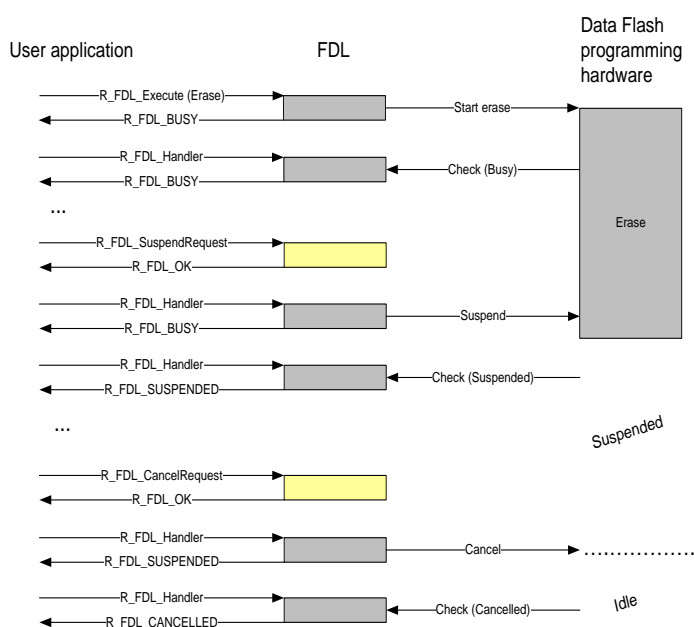 User application
FDL
Data Flash
programming
hardware
R_FDL_Execute (Erase)
Start erase
R_FDL_BUSY
R_FDL_Handler
Check (Busy)
R_FDL_BUSY
...
Erase
R_FDL_SuspendRequest
R_FDL_OK
R_FDL_Handler
Suspend
R_FDL_BUSY
R_FDL_Handler
Check (Suspended)
R_FDL_SUSPENDED
...
Suspended
R_FDL_CancelRequest
R_FDL_OK
R_FDL_Handler
Cancel
R_FDL_SUSPENDED
R_FDL_Handler
Idle
Check (Cancelled)
R_FDL_CANCELLED